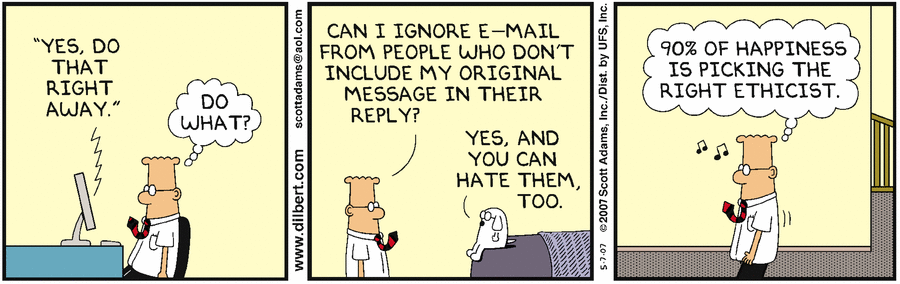 "YES, DO
THAT
RIGHT
AWAY."
DO
WHAT?
www.dilbert.com scottadams@aol.com
CAN I IGNORE E-MAIL
FROM PEOPLE WHO DON'T
INCLUDE MY ORIGINAL
MESSAGE IN THEIR
REPLY?
YES, AND
YOU CAN
HATE THEM,
TOO.
5-7-07 ©2007 Scott Adams, Inc./Dist. by UFS, Inc.
90% OF HAPPINESS
IS PICKING THE
RIGHT ETHICIST.